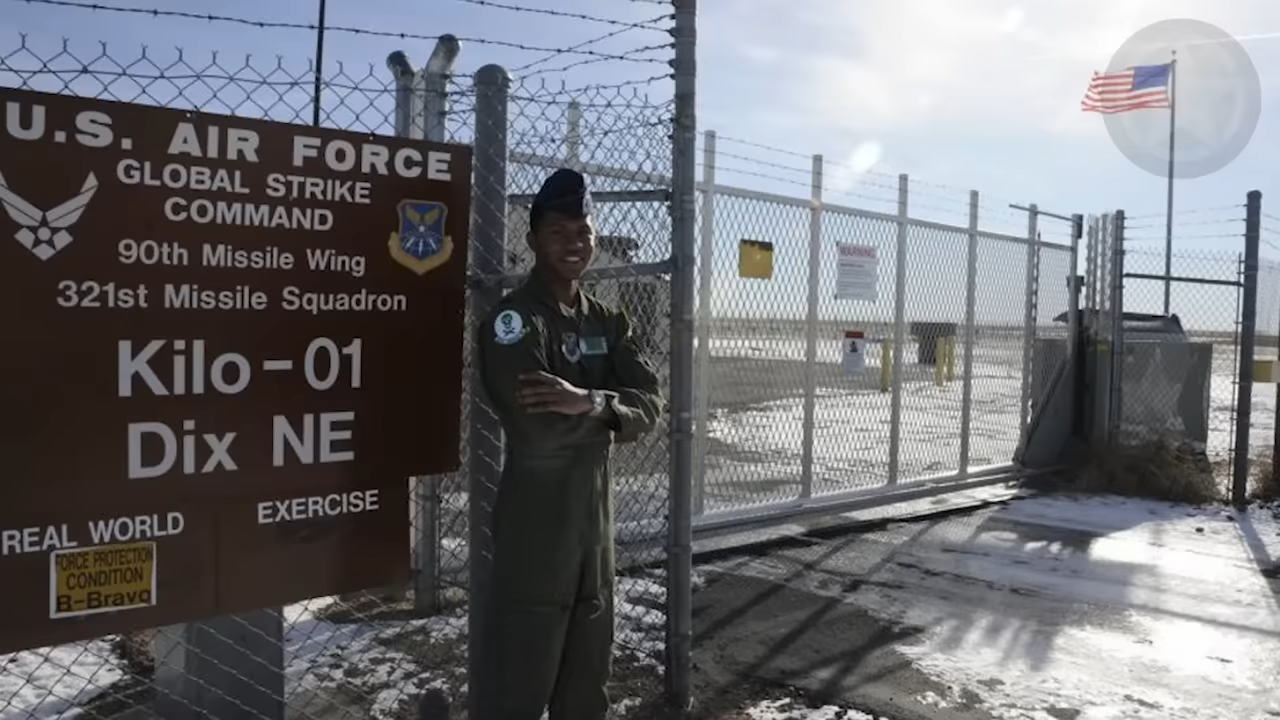 U.S. AIR FORCE
GLOBAL STRIKE
COMMAND
90th Missile Wing
321st Missile Squadron
Kilo-01
Dix NE
REAL WORLD
EXERCISE
FORCE PROTECTION
CONDITION
B-Bravo
WARNING